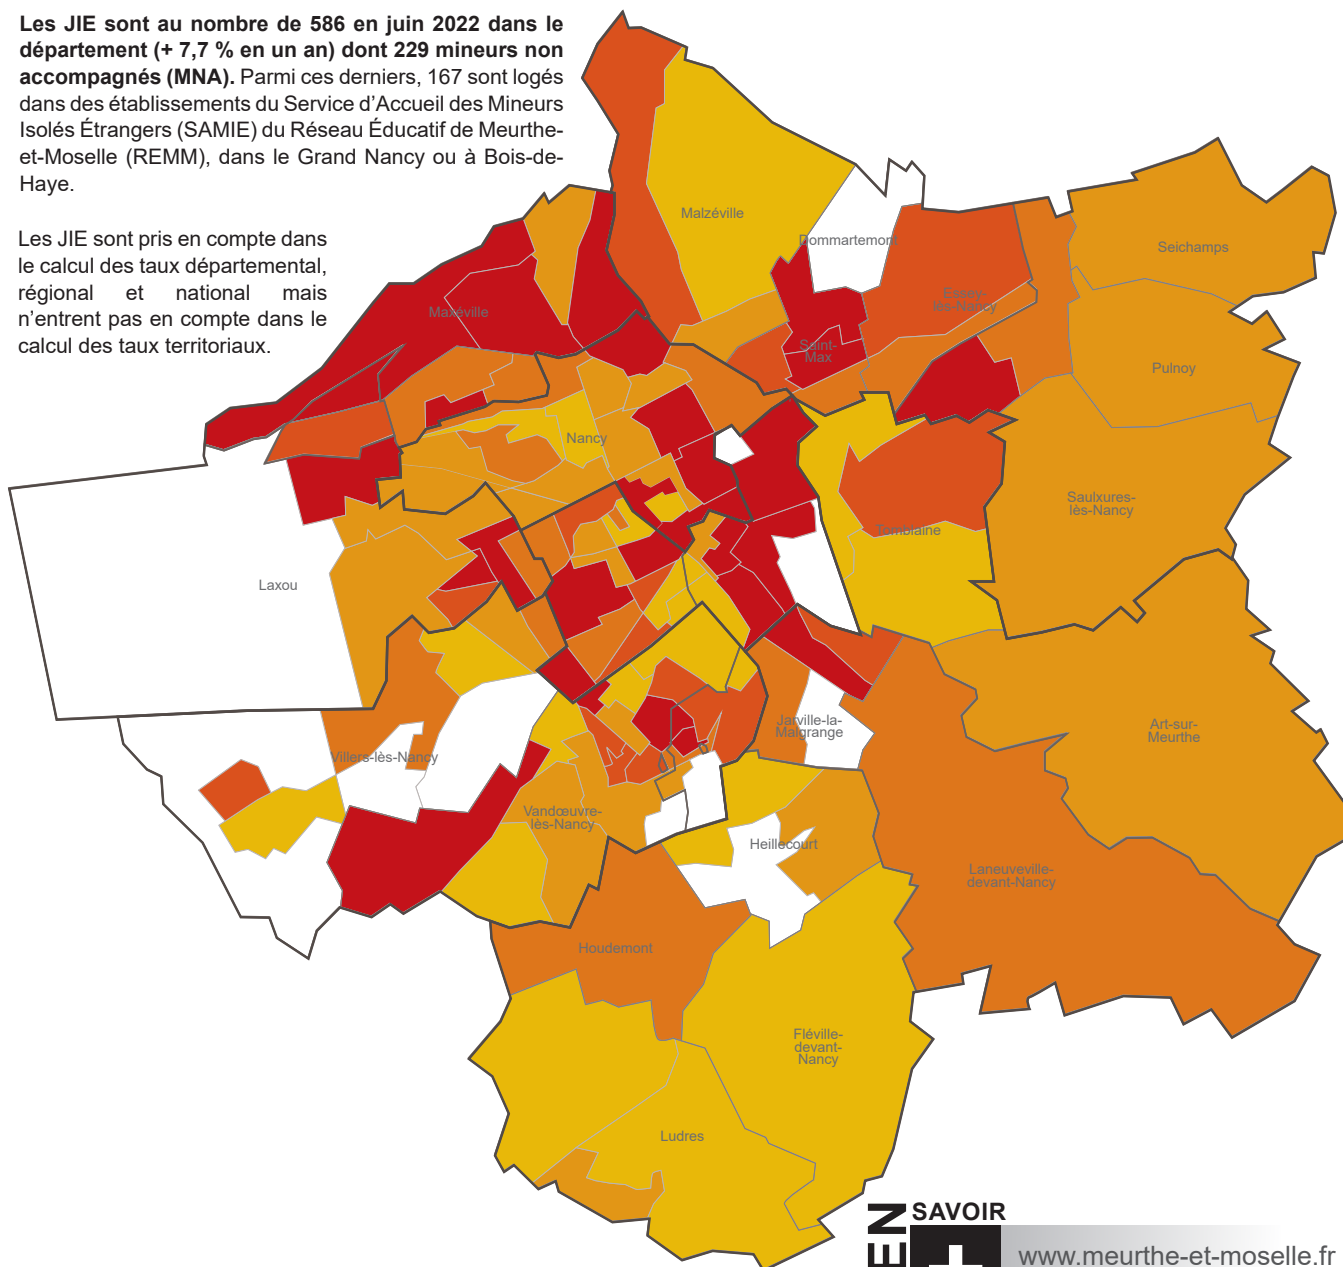 Les JIE sont au nombre de 586 en juin 2022 dans le
département (+ 7,7 % en un an) dont 229 mineurs non
accompagnés (MNA). Parmi ces derniers, 167 sont logés
dans des établissements du Service d'Accueil des Mineurs
Isolés Étrangers (SAMIE) du Réseau Éducatif de Meurthe-
et-Moselle (REMM), dans le Grand Nancy ou à Bois-de-
Haye.
Les JIE sont pris en compte dans
le calcul des taux départemental,
régional et national mais
n'entrent pas en compte dans le
calcul des taux territoriaux.
Malzéville
Dommartemont
Seichamps
Essey-
lès-Nancy
Maxéville
Saint-
Max
Pulnoy
Nancy
Saulxures-
lès-Nancy
Tomblaine
Laxou
Art-sur-
Meurthe
Jarville-la-
Malgrange
Villers-lès-Nancy
Vandœuvre-
lès-Nancy
Heillecourt
Laneuveville-
devant-Nancy
Houdemont
Fléville-
devant-
Nancy
Ludres
EN
SAVOIR
www.meurthe-et-moselle.fr